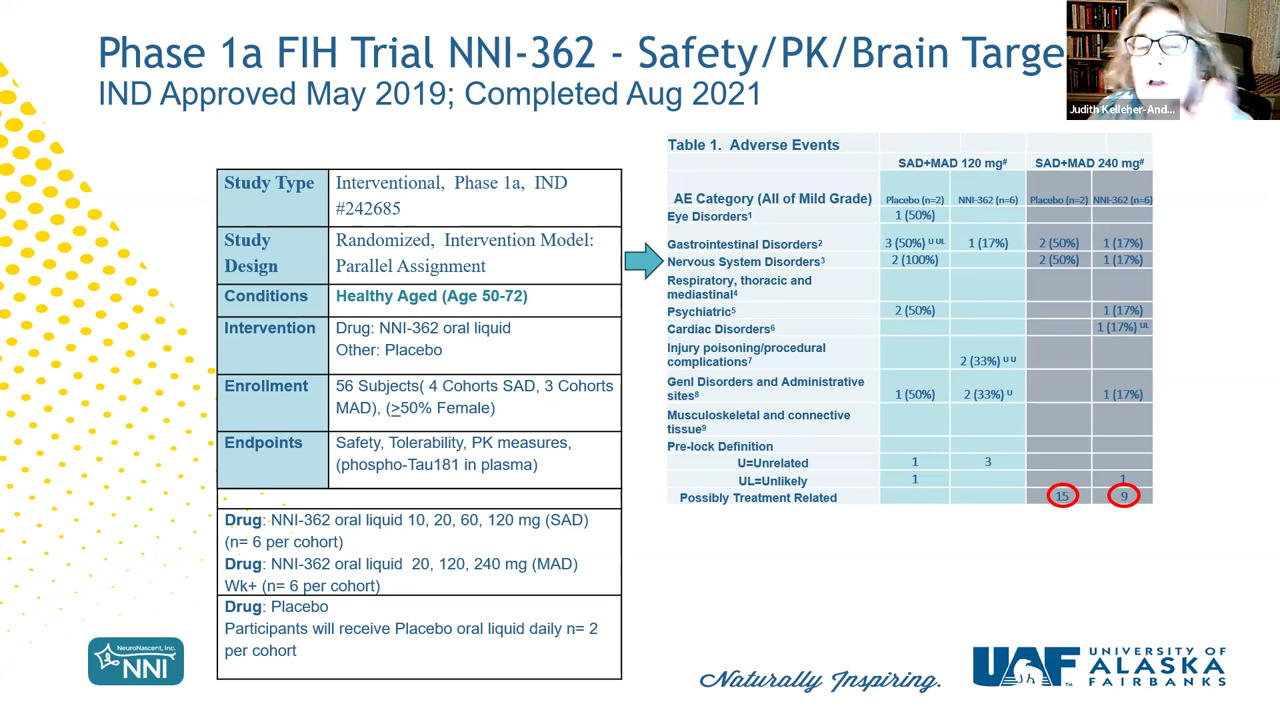 Phase 1a FIH Trial NNI-362 - Safety/PK/Brain Targe
IND Approved May 2019; Completed Aug 2021
Judith Kelleher-And...
Study Type Interventional, Phase 1a, IND
#242685
Study Randomized, Intervention Model:
Design Parallel Assignment
Conditions Healthy Aged (Age 50-72)
Intervention Drug: NNI-362 oral liquid
Other: Placebo
Enrollment 56 Subjects( 4 Cohorts SAD, 3 Cohorts
MAD), (>50% Female)
Endpoints Safety, Tolerability, PK measures,
(phospho-Tau181 in plasma)
Drug: NNI-362 oral liquid 10, 20, 60, 120 mg (SAD)
(n= 6 per cohort)
Drug: NNI-362 oral liquid 20, 120, 240 mg (MAD)
Wk+ (n= 6 per cohort)
Drug: Placebo
Participants will receive Placebo oral liquid daily n= 2
per cohort
Table 1. Adverse Events
SAD+MAD 120 mg# SAD+MAD 240 mg#
AE Category (All of Mild Grade) Placebo (n=2) NNI-362 (n=6) Placebo (n=2) NNI-362 (n=6)
Eye Disorders¹ 1 (50%)
Gastrointestinal Disorders² 3 (50%) U UL 1 (17%) 2 (50%) 1 (17%)
Nervous System Disorders³ 2 (100%) 2 (50%) 1 (17%)
Respiratory, thoracic and
mediastinal⁴
Psychiatric⁵ 2 (50%) 1 (17%)
Cardiac Disorders⁶ 1 (17%) UL
Injury poisoning/procedural
complications⁷ 2 (33%) U U
Genl Disorders and Administrative
sites⁸ 1 (50%) 2 (33%) U 1 (17%)
Musculoskeletal and connective
tissue⁹
Pre-lock Definition
U=Unrelated 1 3
UL=Unlikely 1 1
Possibly Treatment Related 15 9
NeuroNascent, Inc.
NNI
Naturally Inspiring.
UAF
TM
UNIVERSITY OF
ALASKA
FAIRBANKS